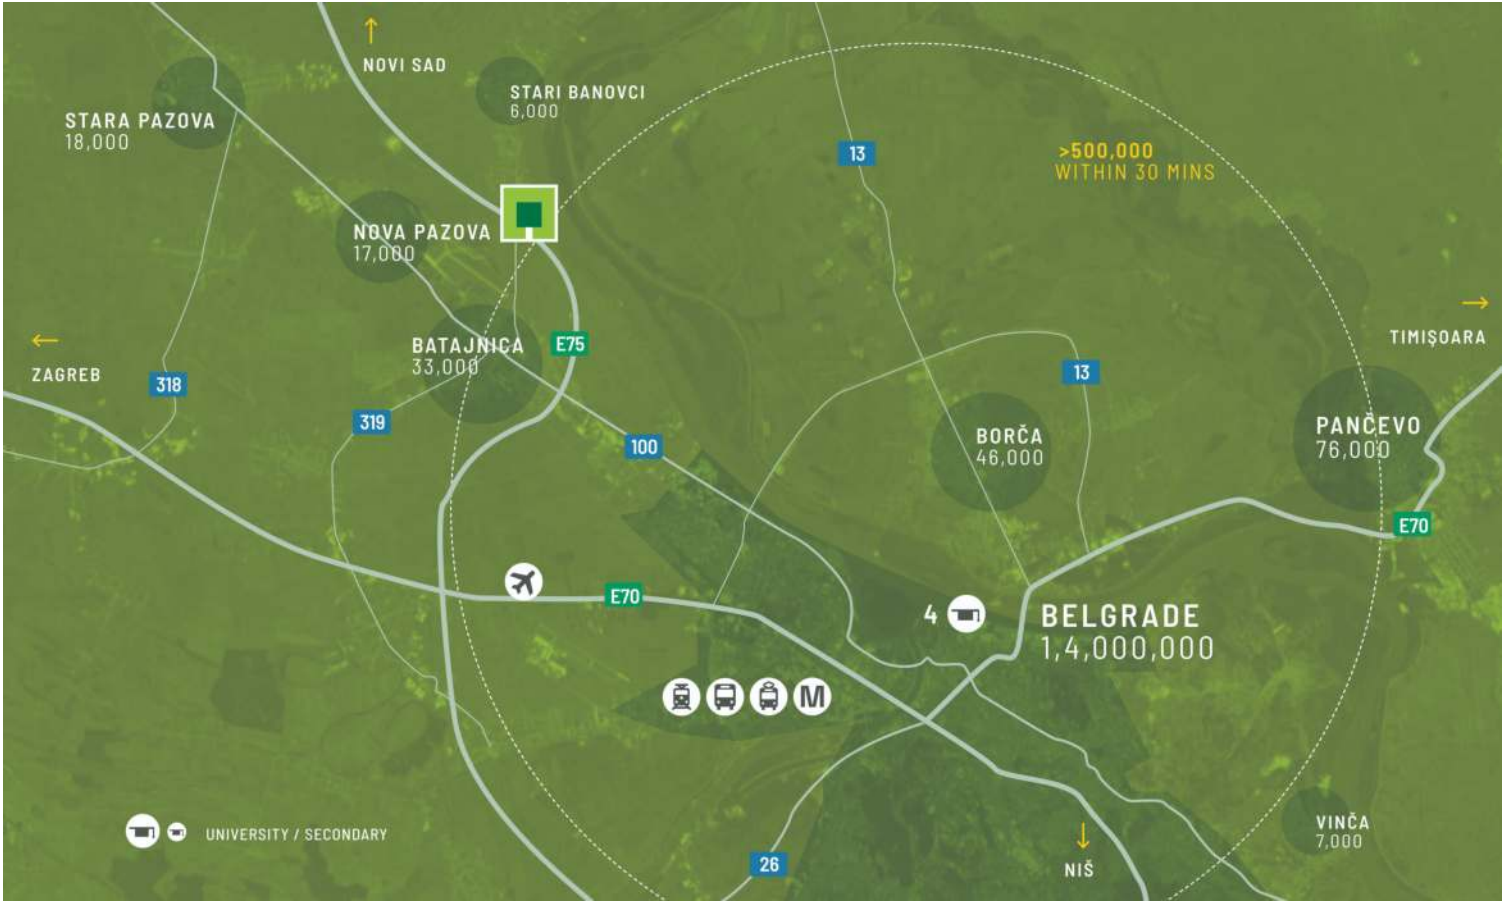 NOVI SAD
STARI BANOVCI
6,000
STARA PAZOVA
18,000
13
>500,000
WITHIN 30 MINS
NOVA PAZOVA
17,000
TIMIŞOARA
BATAJNICA
33,000
E75
ZAGREB
318
13
319
100
BORČA
46,000
PANČEVO
76,000
E70
E70
4
BELGRADE
1,4,000,000
M
UNIVERSITY / SECONDARY
VINČA
7,000
26
NIŠ